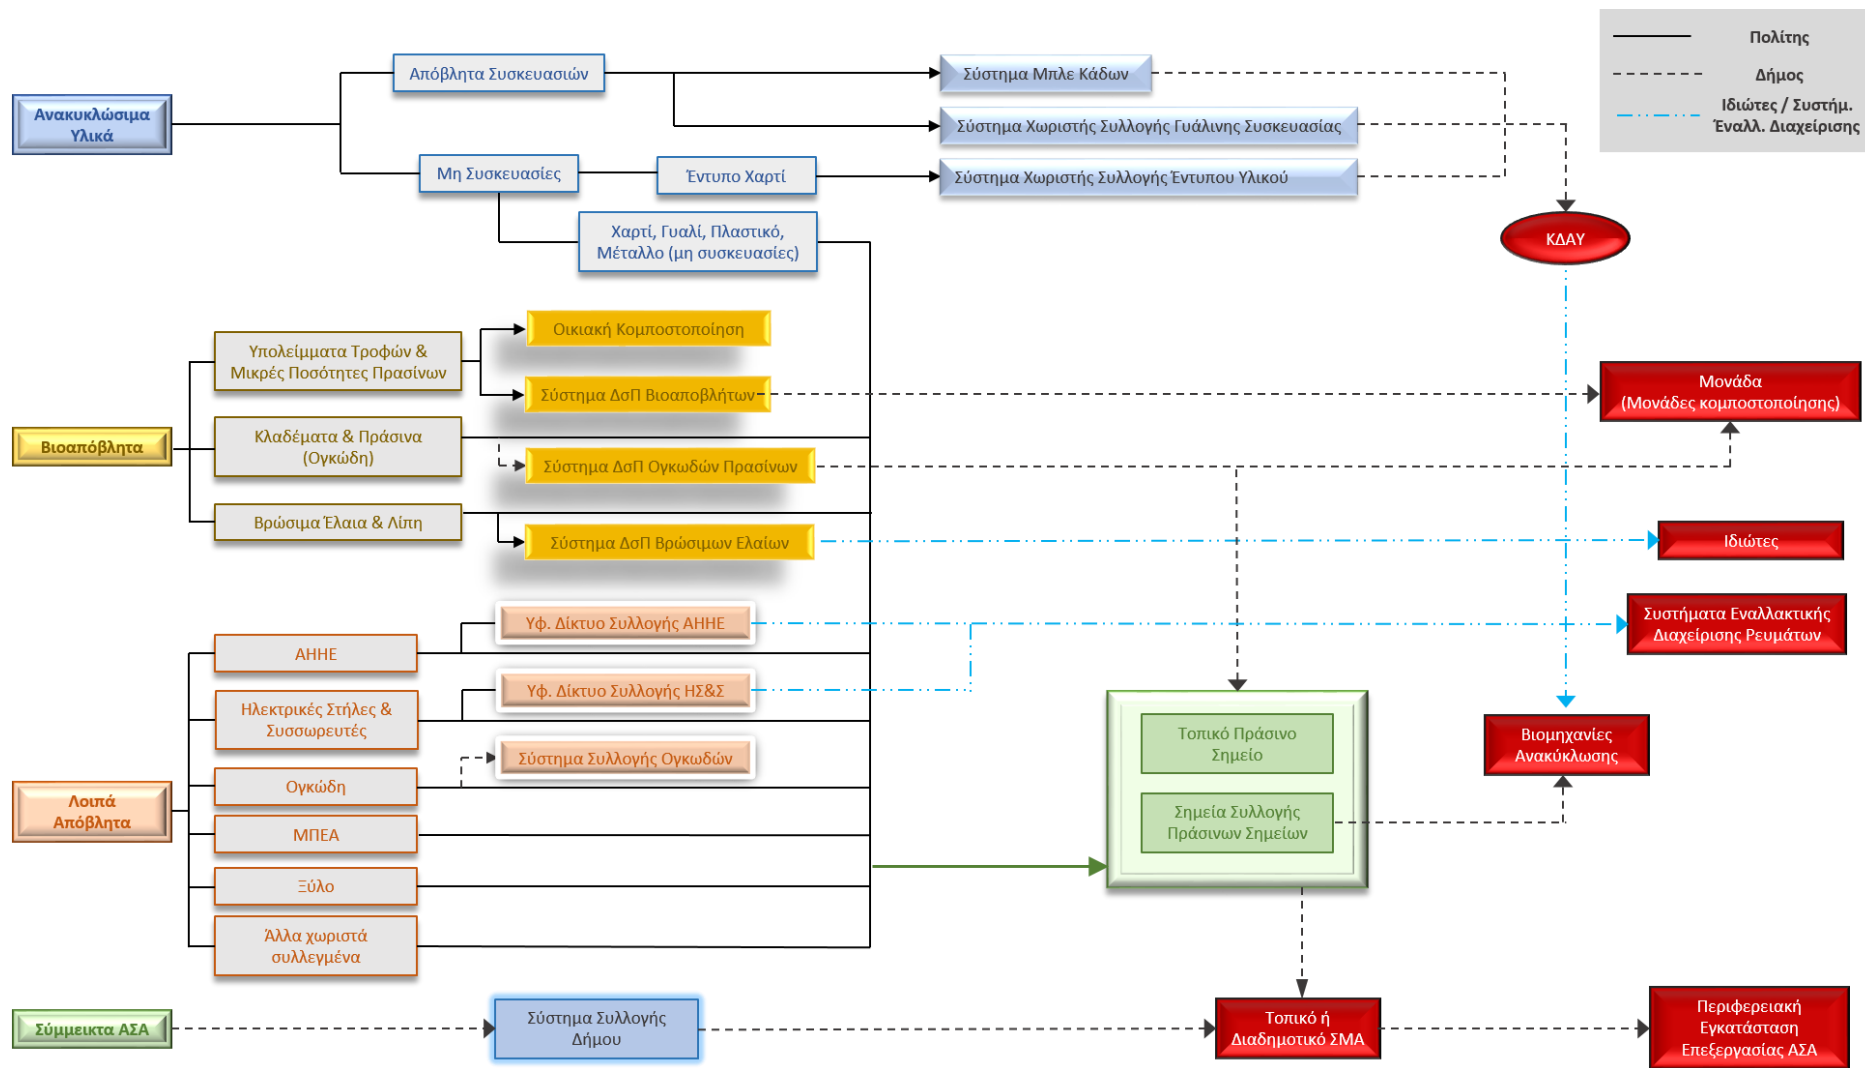 Πολίτης
Δήμος
Ιδιώτες / Συστήμ.
Έναλλ. Διαχείρισης
Ανακυκλώσιμα
Υλικά
Απόβλητα Συσκευασιών
Σύστημα Μπλε Κάδων
Σύστημα Χωριστής Συλλογής Γυάλινης Συσκευασίας
Μη Συσκευασίες
Έντυπο Χαρτί
Σύστημα Χωριστής Συλλογής Έντυπου Υλικού
Χαρτί, Γυαλί, Πλαστικό,
Μέταλλο (μη συσκευασίες)
ΚΔΑΥ
Βιοαπόβλητα
Υπολείμματα Τροφών &
Μικρές Ποσότητες Πρασίνων
Οικιακή Κομποστοποίηση
Σύστημα ΔσΠ Βιοαποβλήτων
Μονάδα
(Μονάδες κομποστοποίησης)
Κλαδέματα & Πράσινα
(Ογκώδη)
Σύστημα ΔσΠ Ογκωδών Πρασίνων
Βρώσιμα Έλαια & Λίπη
Σύστημα ΔσΠ Βρώσιμων Ελαίων
Ιδιώτες
Λοιπά
Απόβλητα
ΑΗΗΕ
Υφ. Δίκτυο Συλλογής ΑΗΗΕ
Συστήματα Εναλλακτικής
Διαχείρισης Ρευμάτων
Ηλεκτρικές Στήλες &
Συσσωρευτές
Υφ. Δίκτυο Συλλογής ΗΣ&Σ
Ογκώδη
Σύστημα Συλλογής Ογκωδών
ΜΠΕΑ
Ξύλο
Άλλα χωριστά
συλλεγμένα
Τοπικό Πράσινο
Σημείο
Σημεία Συλλογής
Πράσινων Σημείων
Βιομηχανίες
Ανακύκλωσης
Σύμμεικτα ΑΣΑ
Σύστημα Συλλογής
Δήμου
Τοπικό ή
Διαδημοτικό ΣΜΑ
Περιφερειακή
Εγκατάσταση
Επεξεργασίας ΑΣΑ